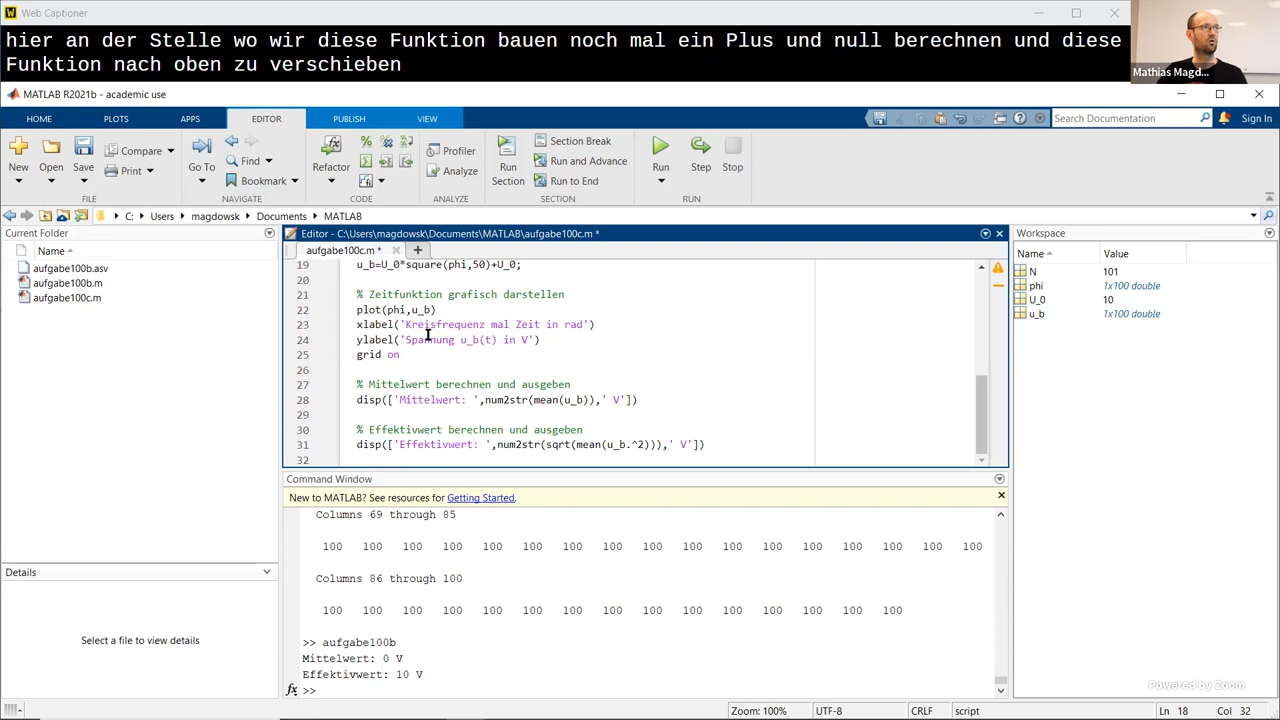 Web Captioner
hier an der Stelle wo wir diese Funktion bauen noch mal ein Plus und null berechnen und diese
Funktion nach oben zu verschieben
Mathias Magd...
MATLAB R2021b - academic use
HOME PLOTS APPS EDITOR PUBLISH VIEW
Search Documentation
Sign In
New Open Save Compare Print
Go To Find Bookmark
Refactor
Profiler Analyze
Run Section
Section Break
Run and Advance
Run to End
Run Step Stop
FILE NAVIGATE CODE ANALYZE SECTION RUN
C: Users magdowsk Documents MATLAB
Current Folder
Name
aufgabe100b.asv
aufgabe100b.m
aufgabe100c.m
Details
Select a file to view details
Editor - C:\Users\magdowsk\Documents\MATLAB\aufgabe100c.m *
aufgabe100c.m *
19 u_b=U_0*square(phi,50)+U_0;
20
21 % Zeitfunktion grafisch darstellen
22 plot(phi,u_b)
23 xlabel('Kreisfrequenz mal Zeit in rad')
24 ylabel('Spannung u_b(t) in V')
25 grid on
26
27 % Mittelwert berechnen und ausgeben
28 disp(['Mittelwert: ',num2str(mean(u_b)),' V'])
29
30 % Effektivwert berechnen und ausgeben
31 disp(['Effektivwert: ',num2str(sqrt(mean(u_b.^2))),' V'])
32
Command Window
New to MATLAB? See resources for Getting Started.
Columns 69 through 85
100 100 100 100 100 100 100 100 100 100 100 100 100 100 100 100 100
Columns 86 through 100
100 100 100 100 100 100 100 100 100 100 100 100 100 100 100
>> aufgabe100b
Mittelwert: 0 V
Effektivwert: 10 V
fx >>
Workspace
Name Value
N 101
phi 1x100 double
U_0 10
u_b 1x100 double
Powered by Zoom
Zoom: 100% UTF-8 CRLF script Ln 18 Col 32